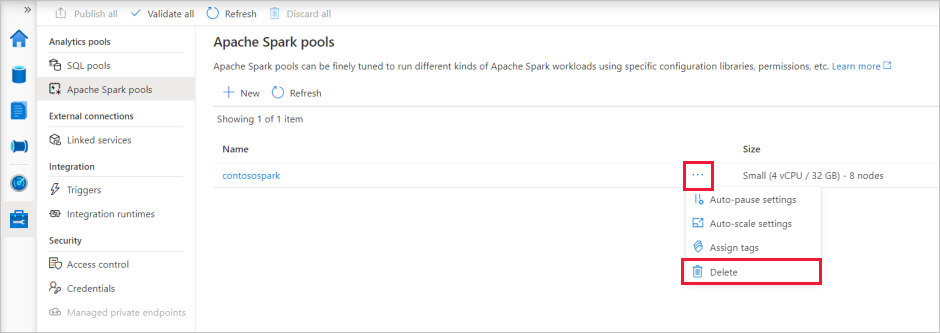 »
Publish all Validate all Refresh Discard all
Analytics pools
SQL pools
Apache Spark pools
External connections
Linked services
Integration
Triggers
Integration runtimes
Security
Access control
Credentials
Managed private endpoints
Apache Spark pools
Apache Spark pools can be finely tuned to run different kinds of Apache Spark workloads using specific configuration libraries, permissions, etc. Learn more
New Refresh
Showing 1 of 1 item
Name Size
contosospark ... Small (4 vCPU / 32 GB) - 8 nodes
Auto-pause settings
Auto-scale settings
Assign tags
Delete